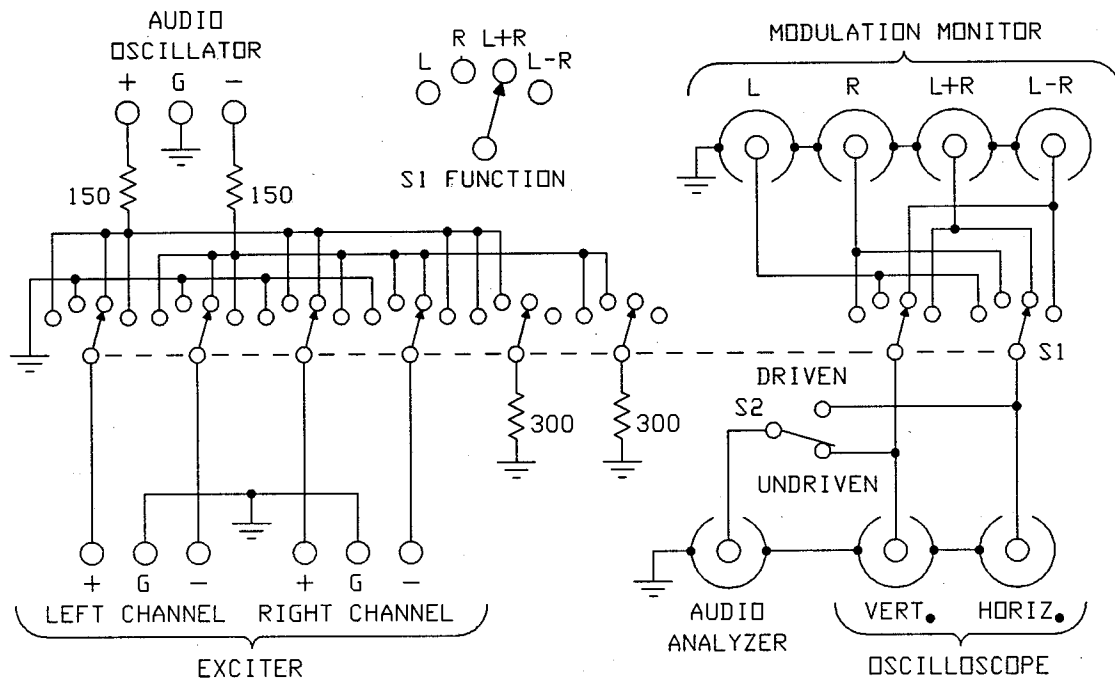 AUDIO
OSCILLATOR
+ G -
150
150
L R L+R L-R
S1 FUNCTION
MODULATION MONITOR
L R L+R L-R
S1
DRIVEN
S2
UNDRIVEN
300
300
+ G - + G -
LEFT CHANNEL RIGHT CHANNEL
EXCITER
AUDIO
ANALYZER
VERT. HORIZ.
OSCILLOSCOPE